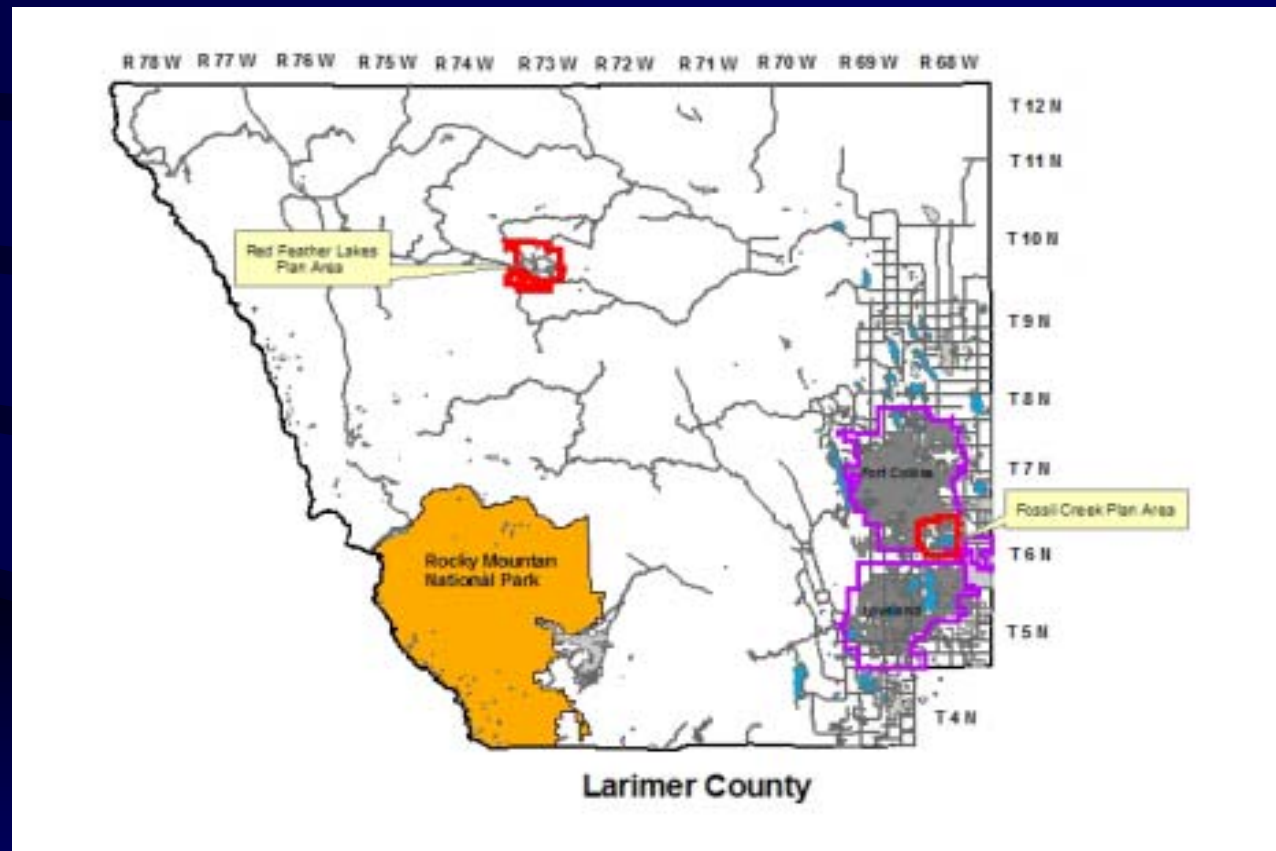 R 78 W R 77 W R 76 W R 75 W R 74 W R 73 W R 72 W R 71 W R 70 W R 69 W R 68 W
T 12 N
T 11 N
T 10 N
Red Feather Lakes
Plan Area
T 9 N
T 8 N
Fort Collins
T 7 N
Fossil Creek Plan Area
T 6 N
Rocky Mountain
National Park
Loveland
T 5 N
T 4 N
Larimer County